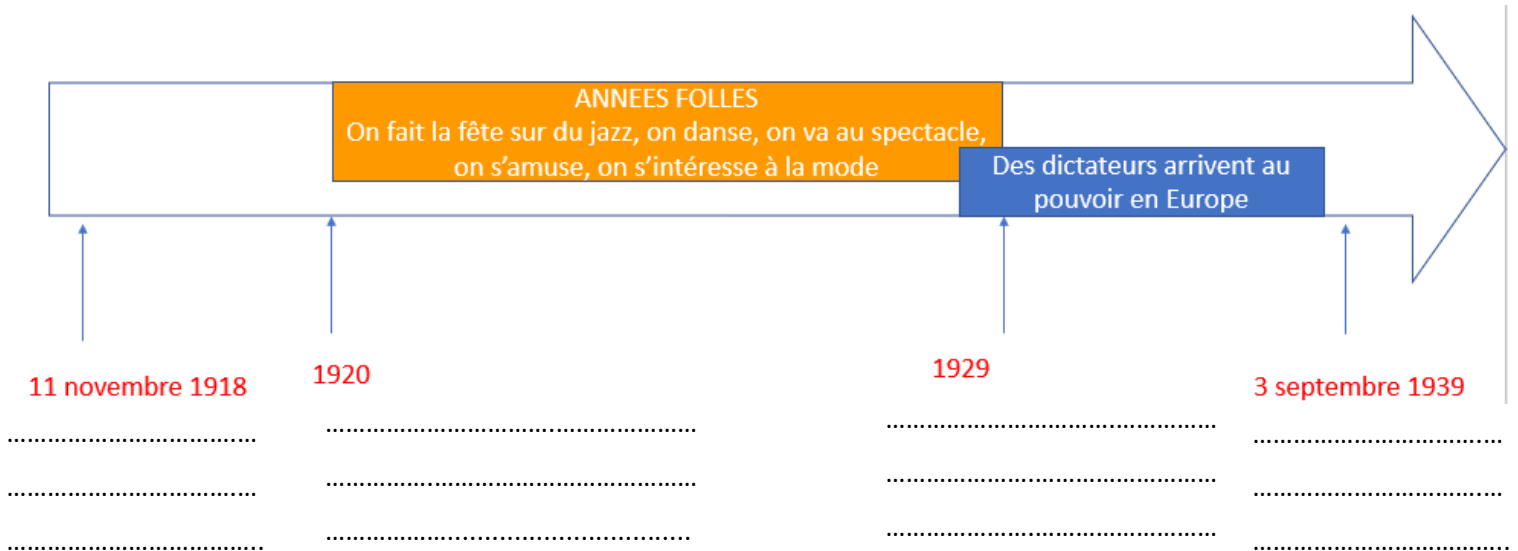 ANNEES FOLLES
On fait la fête sur du jazz, on danse, on va au spectacle,
on s’amuse, on s’intéresse à la mode
Des dictateurs arrivent au
pouvoir en Europe
11 novembre 1918
1920
1929
3 septembre 1939